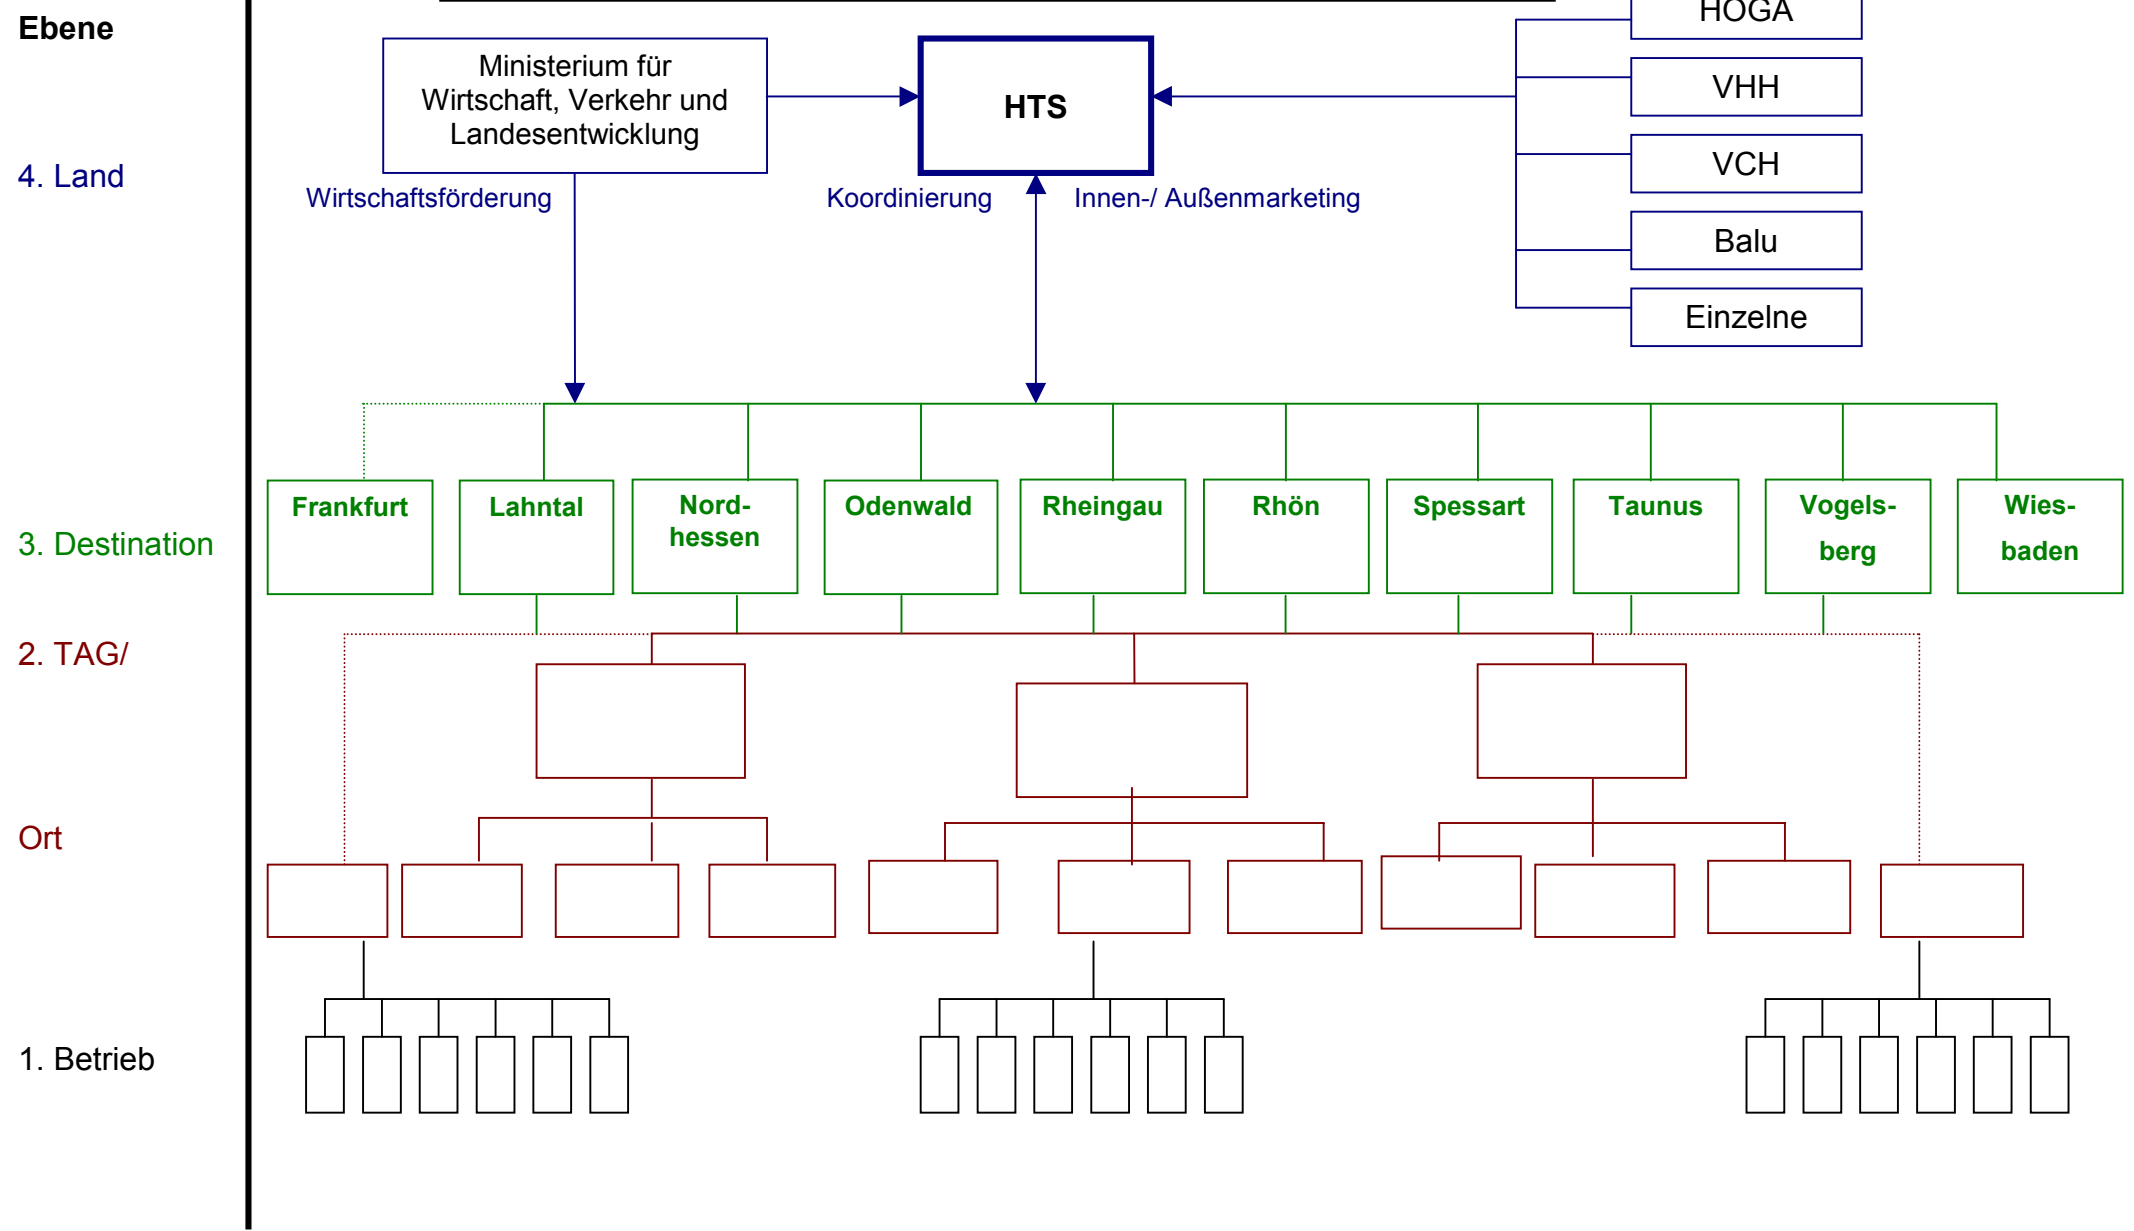 Ebene
HOGA
Ministerium für
Wirtschaft, Verkehr und
Landesentwicklung
HTS
VHH
VCH
4. Land
Wirtschaftsförderung
Koordinierung
Innen-/ Außenmarketing
Balu
Einzelne
Frankfurt
Lahntal
Nord-
hessen
Odenwald
Rheingau
Rhön
Spessart
Taunus
Vogels-
berg
Wies-
baden
3. Destination
2. TAG/
Ort
1. Betrieb